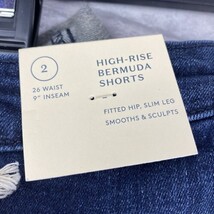 2
26 WAIST
9" INSEAM
HIGH-RISE
BERMUDA
SHORTS
FITTED HIP, SLIM LEG
SMOOTHS & SCULPTS